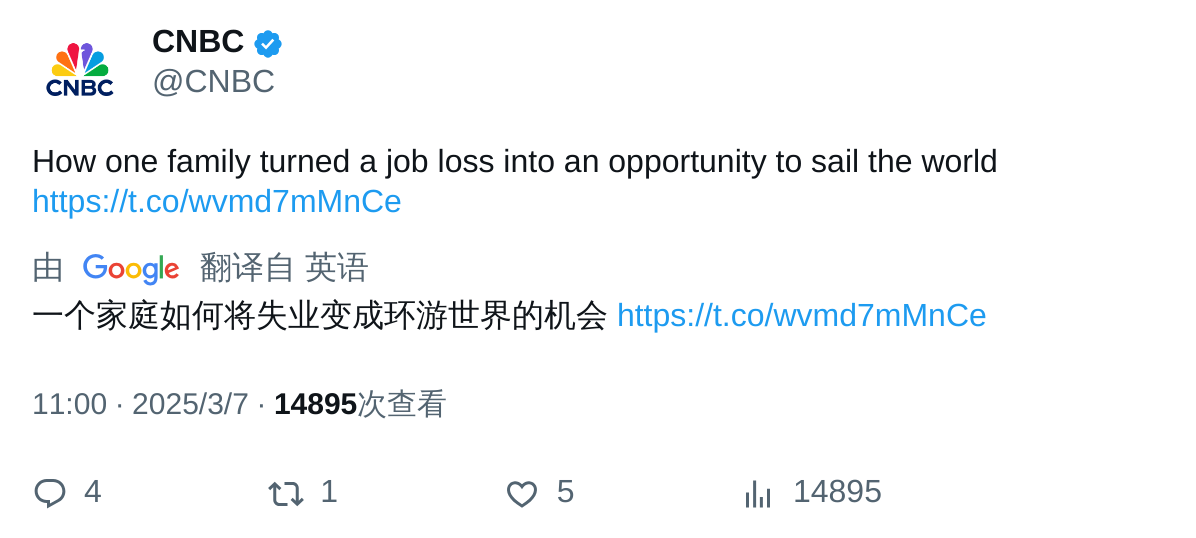 CNBC
CNBC
@CNBC
How one family turned a job loss into an opportunity to sail the world
https://t.co/wvmd7mMnCe
由 Google 翻译自 英语
一个家庭如何将失业变成环游世界的机会 https://t.co/wvmd7mMnCe
11:00 · 2025/3/7 · 14895次查看
4 1 5 14895